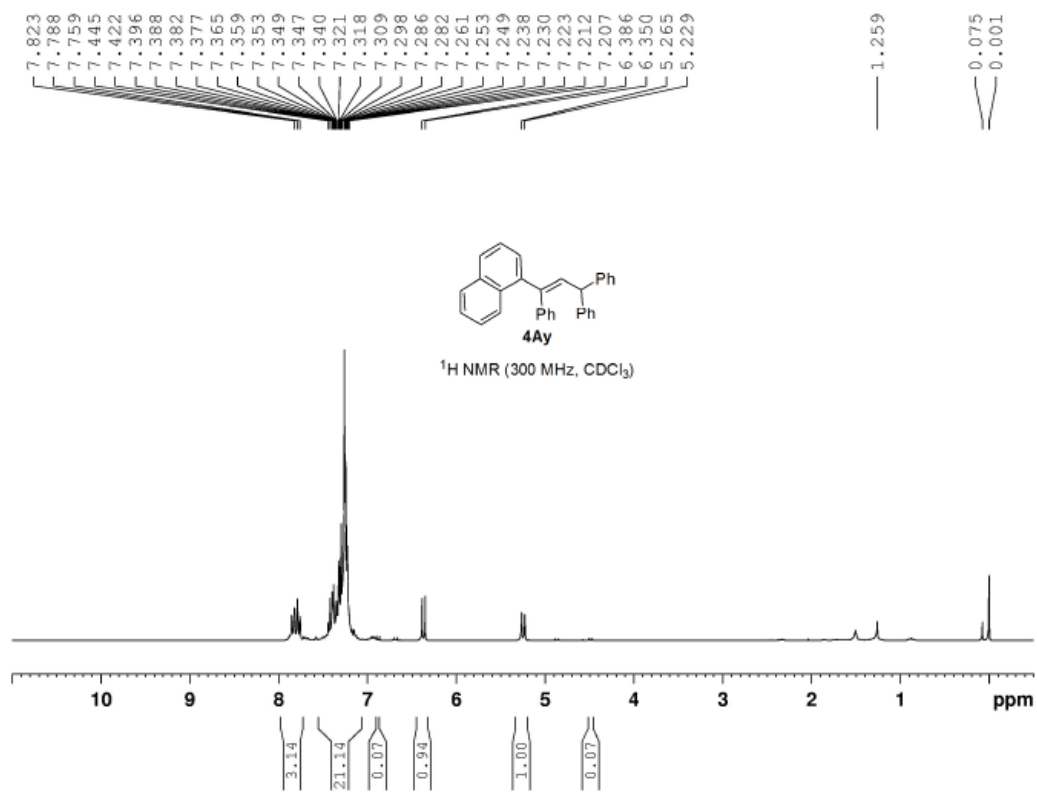 7.823 7.788 7.759 7.445 7.422 7.396 7.388 7.382 7.377 7.365 7.359 7.353 7.349 7.347 7.340 7.321 7.318 7.309 7.298 7.286 7.282 7.261 7.253 7.249 7.238 7.230 7.223 7.212 7.207 6.386 6.350 5.265 5.229 1.259 0.075 0.001
Ph
Ph Ph
4Ay
¹H NMR (300 MHz, CDCl₃)
10 9 8 7 6 5 4 3 2 1 ppm
3.14 21.14 0.07 0.94 1.00 0.07